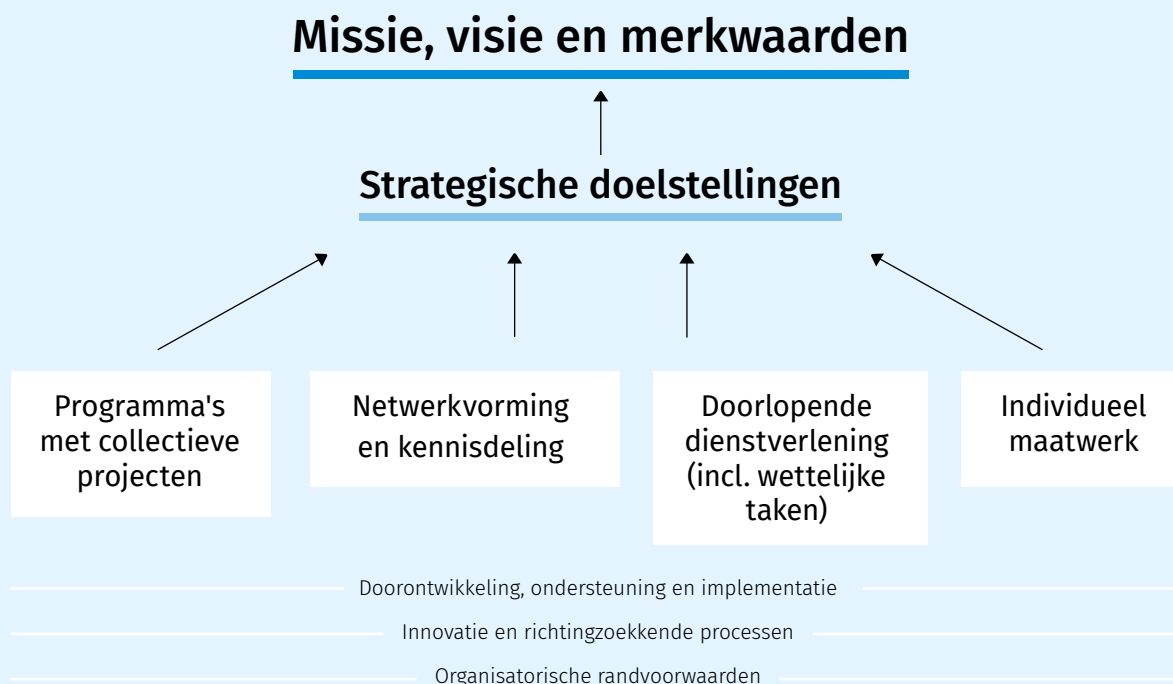 Missie, visie en merkwaarden
Strategische doelstellingen
Programma's
met collectieve
projecten
Netwerkvorming
en kennisdeling
Doorlopende
dienstverlening
(incl. wettelijke
taken)
Individueel
maatwerk
Doorontwikkeling, ondersteuning en implementatie
Innovatie en richtingzoekkende processen
Organisatorische randvoorwaarden